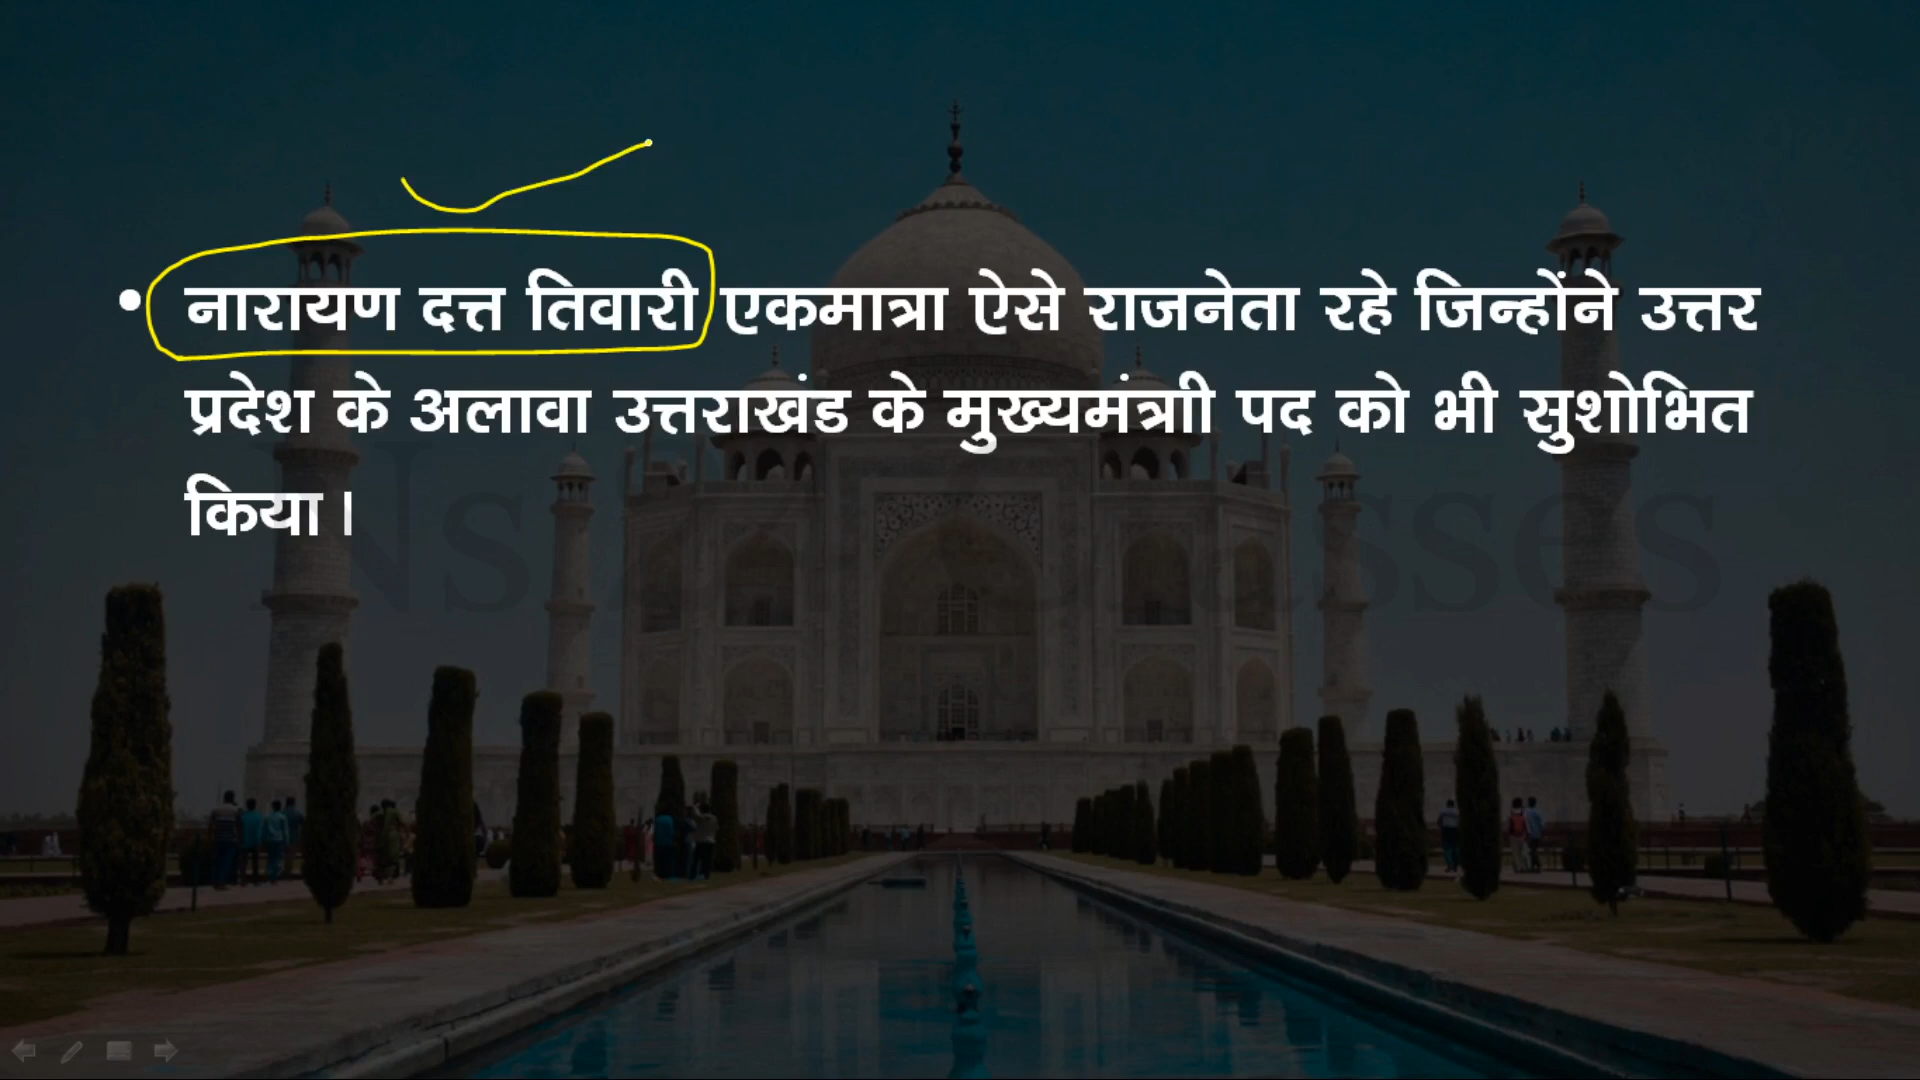 • नारायण दत्त तिवारी एकमात्रा ऐसे राजनेता रहे जिन्होंने उत्तर
प्रदेश के अलावा उत्तराखंड के मुख्यमंत्राी पद को भी सुशोभित
किया।